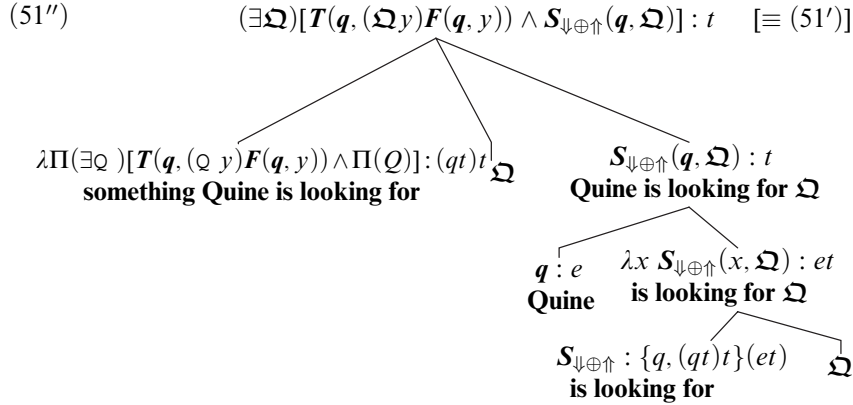 (51″) (∃𝔔)[T(q, (𝔔y)F(q, y)) ∧ S⇓⊕⇑(q, 𝔔)] : t [≡ (51′)]
λΠ(∃Q )[T(q, (Q y)F(q, y)) ∧ Π(Q)] : (qt)t 𝔔 S⇓⊕⇑(q, 𝔔) : t
something Quine is looking for Quine is looking for 𝔔
q : e λx S⇓⊕⇑(x, 𝔔) : et
Quine is looking for 𝔔
S⇓⊕⇑ : {q, (qt)t}(et) 𝔔
is looking for